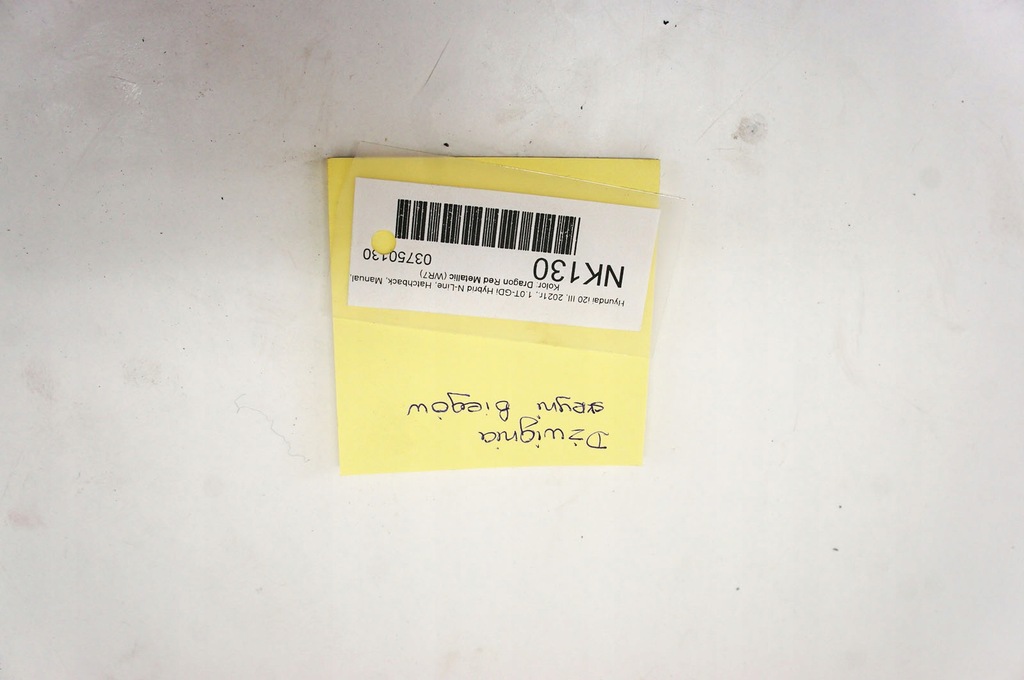 Dźwignia
skrzyni biegów
Hyundai i20 III, 2021r., 1.0T-GDi Hybrid N-Line, Hatchback, Manual,
Kolor: Dragon Red Metallic (WR7)
NK130
03750130